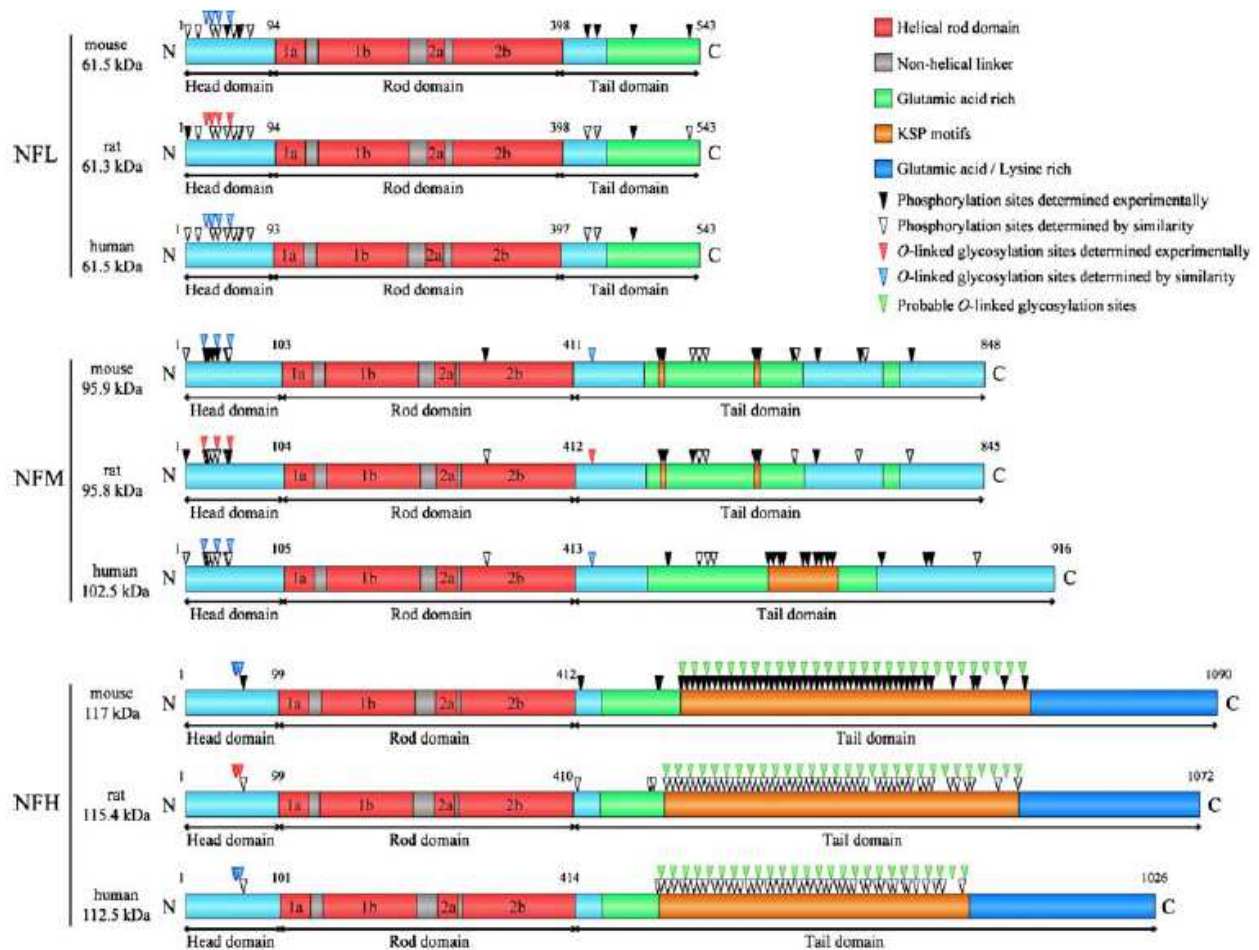 1 94 398 543
mouse
61.5 kDa
N 1a 1b 2a 2b C
Head domain Rod domain Tail domain
NFL
1 94 398 543
rat
61.3 kDa
N 1a 1b 2a 2b C
Head domain Rod domain Tail domain
1 93 397 543
human
61.5 kDa
N 1a 1b 2a 2b C
Head domain Rod domain Tail domain
Helical rod domain
Non-helical linker
Glutamic acid rich
KSP motifs
Glutamic acid / Lysine rich
Phosphorylation sites determined experimentally
Phosphorylation sites determined by similarity
O-linked glycosylation sites determined experimentally
O-linked glycosylation sites determined by similarity
Probable O-linked glycosylation sites
1 103 411 848
mouse
95.9 kDa
N 1a 1b 2a 2b C
Head domain Rod domain Tail domain
NFM
1 104 412 845
rat
95.8 kDa
N 1a 1b 2a 2b C
Head domain Rod domain Tail domain
1 105 413 916
human
102.5 kDa
N 1a 1b 2a 2b C
Head domain Rod domain Tail domain
1 99 412 1090
mouse
117 kDa
N 1a 1b 2a 2b C
Head domain Rod domain Tail domain
NFH
1 99 410 1072
rat
115.4 kDa
N 1a 1b 2a 2b C
Head domain Rod domain Tail domain
1 101 414 1026
human
112.5 kDa
N 1a 1b 2a 2b C
Head domain Rod domain Tail domain